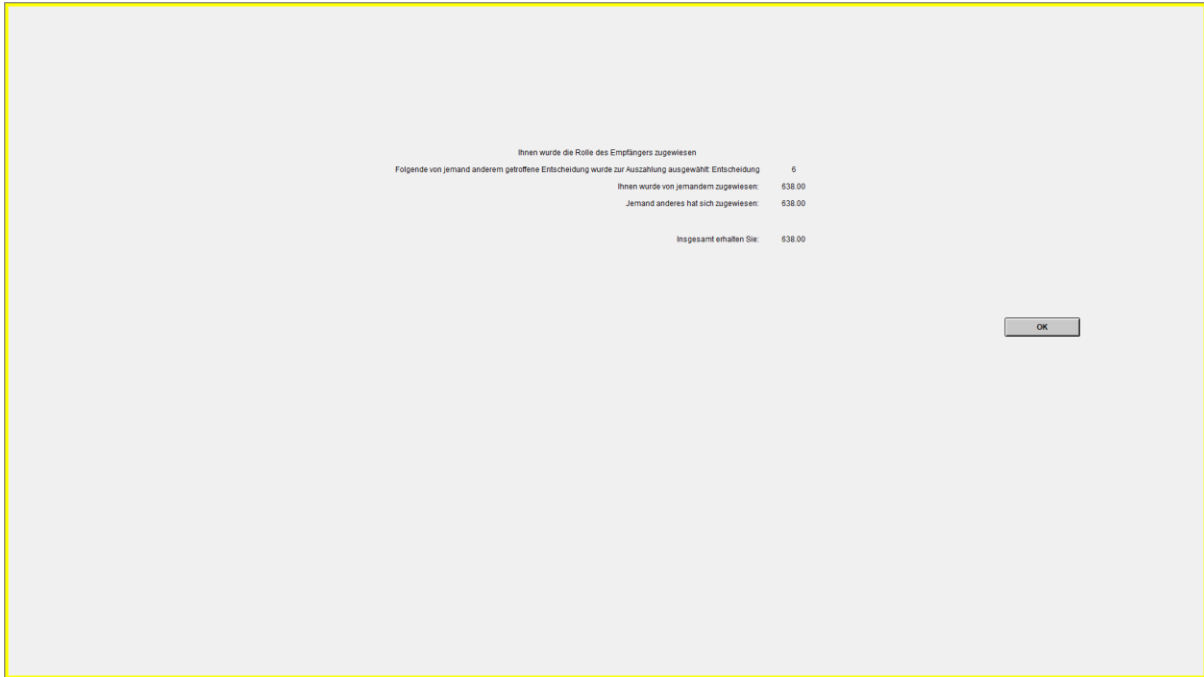 Ihnen wurde die Rolle des Empfängers zugewiesen
Folgende von jemand anderem getroffene Entscheidung wurde zur Auszahlung ausgewählt: Entscheidung 6
Ihnen wurde von jemandem zugewiesen: 638.00
Jemand anderes hat sich zugewiesen: 638.00
Insgesamt erhalten Sie: 638.00
OK